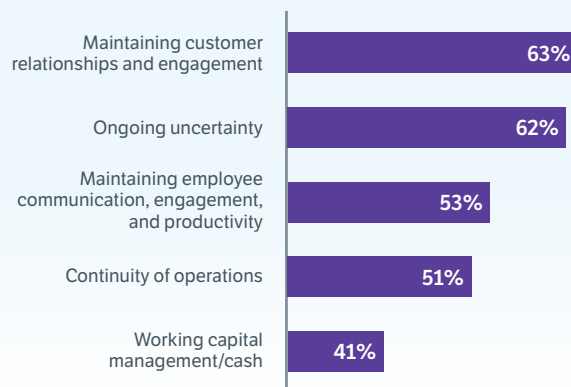 Maintaining customer
relationships and engagement
63%
Ongoing uncertainty
62%
Maintaining employee
communication, engagement,
and productivity
53%
Continuity of operations
51%
Working capital
management/cash
41%